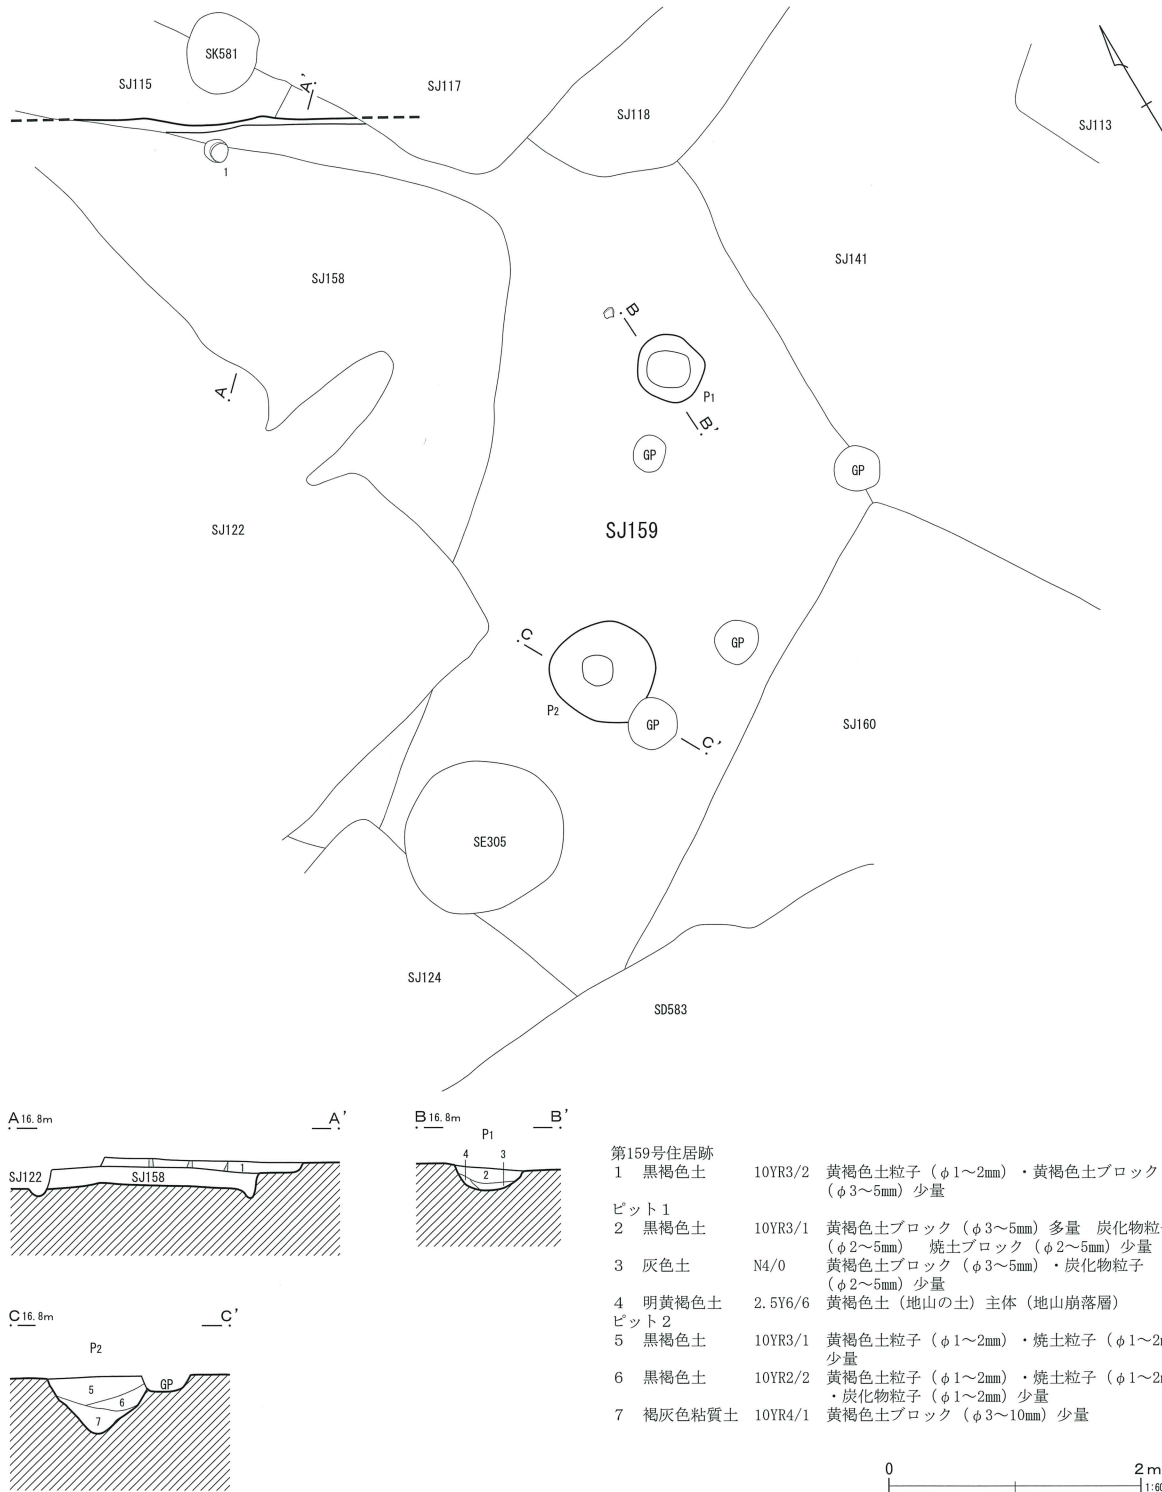 SK581
SJ115
A'
SJ117
SJ118
SJ113
1
SJ158
SJ141
B
A
P1
B'
GP
GP
SJ122
SJ159
C
GP
P2
GP
C'
SJ160
SE305
SJ124
SD583
A 16.8m A'
SJ122 SJ158 1
B 16.8m B'
P1
4 3
2
C 16.8m C'
P2
5 GP
6
7
第159号住居跡
1 黒褐色土 10YR3/2 黄褐色土粒子（φ1～2㎜）・黄褐色土ブロック
（φ3～5㎜）少量
ピット1
2 黒褐色土 10YR3/1 黄褐色土ブロック（φ3～5㎜）多量 炭化物粒
（φ2～5㎜） 焼土ブロック（φ2～5㎜）少量
3 灰色土 N4/0 黄褐色土ブロック（φ3～5㎜）・炭化物粒子
（φ2～5㎜）少量
4 明黄褐色土 2.5Y6/6 黄褐色土（地山の土）主体（地山崩落層）
ピット2
5 黒褐色土 10YR3/1 黄褐色土粒子（φ1～2㎜）・焼土粒子（φ1～2
少量
6 黒褐色土 10YR2/2 黄褐色土粒子（φ1～2㎜）・焼土粒子（φ1～2
・炭化物粒子（φ1～2㎜）少量
7 褐灰色粘質土 10YR4/1 黄褐色土ブロック（φ3～10㎜）少量
0 2m
1:60